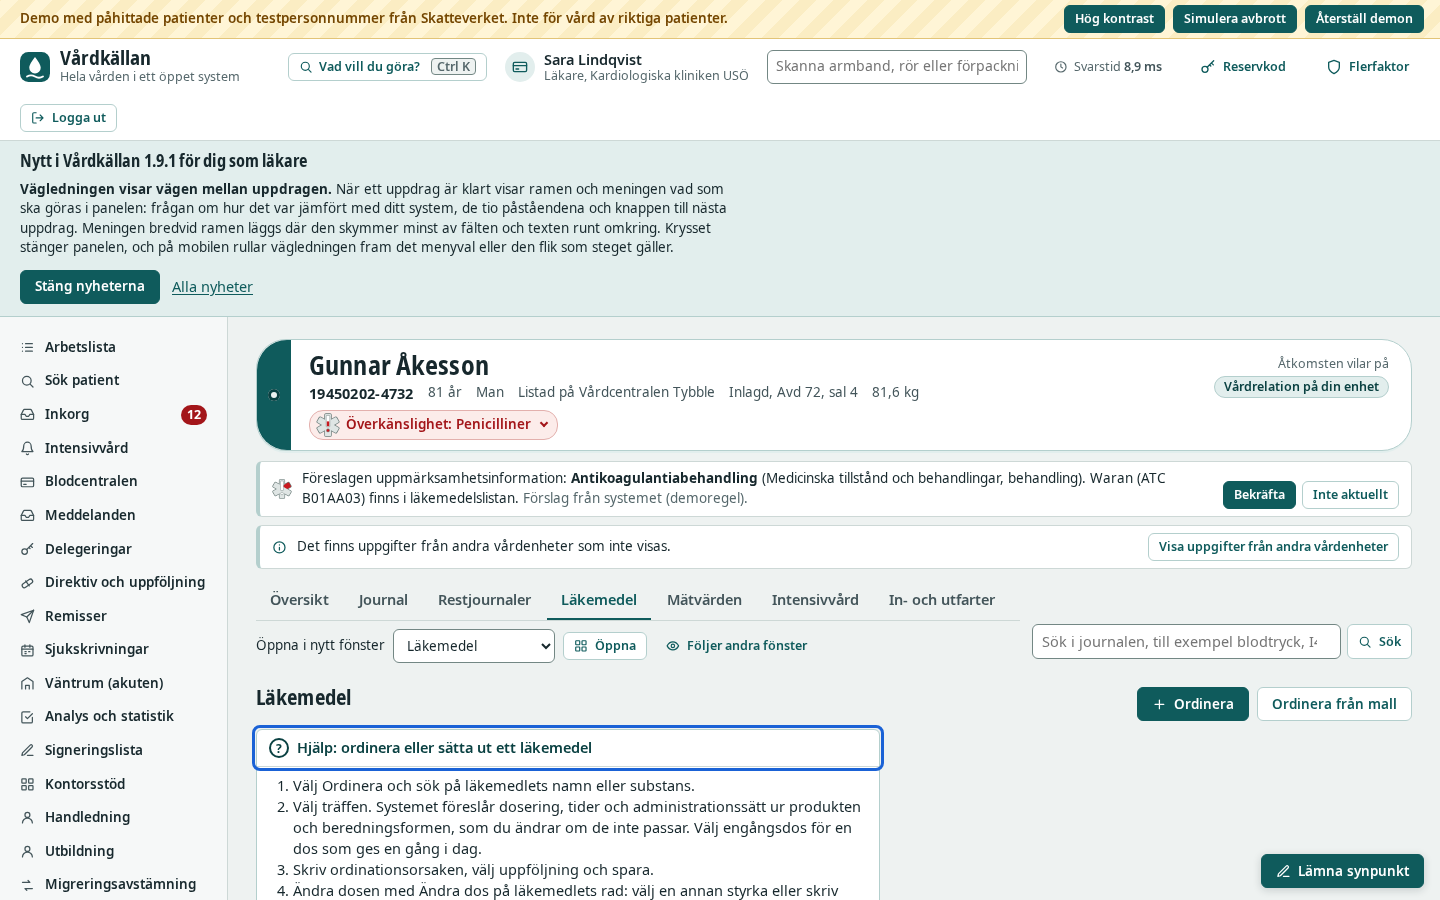 Demo med påhittade patienter och testpersonnummer från Skatteverket. Inte för vård av riktiga patienter.
Hög kontrast
Simulera avbrott
Återställ demon
Vårdkällan
Hela vården i ett öppet system
Vad vill du göra? Ctrl K
Sara Lindqvist
Läkare, Kardiologiska kliniken USÖ
Skanna armband, rör eller förpackni
Svarstid 8,9 ms
Reservkod
Flerfaktor
Logga ut
Nytt i Vårdkällan 1.9.1 för dig som läkare
Vägledningen visar vägen mellan uppdragen. När ett uppdrag är klart visar ramen och meningen vad som
ska göras i panelen: frågan om hur det var jämfört med ditt system, de tio påståendena och knappen till nästa
uppdrag. Meningen bredvid ramen läggs där den skymmer minst av fälten och texten runt omkring. Krysset
stänger panelen, och på mobilen rullar vägledningen fram det menyval eller den flik som steget gäller.
Stäng nyheterna
Alla nyheter
Arbetslista
Sök patient
Inkorg 12
Intensivvård
Blodcentralen
Meddelanden
Delegeringar
Direktiv och uppföljning
Remisser
Sjukskrivningar
Väntrum (akuten)
Analys och statistik
Signeringslista
Kontorsstöd
Handledning
Utbildning
Migreringsavstämning
Gunnar Åkesson
19450202-4732 81 år Man Listad på Vårdcentralen Tybble Inlagd, Avd 72, sal 4 81,6 kg
Överkänslighet: Penicilliner
Åtkomsten vilar på
Vårdrelation på din enhet
Föreslagen uppmärksamhetsinformation: Antikoagulantiabehandling (Medicinska tillstånd och behandlingar, behandling). Waran (ATC
B01AA03) finns i läkemedelslistan. Förslag från systemet (demoregel).
Bekräfta
Inte aktuellt
Det finns uppgifter från andra vårdenheter som inte visas.
Visa uppgifter från andra vårdenheter
Översikt
Journal
Restjournaler
Läkemedel
Mätvärden
Intensivvård
In- och utfarter
Öppna i nytt fönster
Läkemedel
Öppna
Följer andra fönster
Sök i journalen, till exempel blodtryck, I4
Sök
Läkemedel
Ordinera
Ordinera från mall
Hjälp: ordinera eller sätta ut ett läkemedel
1. Välj Ordinera och sök på läkemedlets namn eller substans.
2. Välj träffen. Systemet föreslår dosering, tider och administrationssätt ur produkten
och beredningsformen, som du ändrar om de inte passar. Välj engångsdos för en
dos som ges en gång i dag.
3. Skriv ordinationsorsaken, välj uppföljning och spara.
4. Ändra dosen med Ändra dos på läkemedlets rad: välj en annan styrka eller skriv
Lämna synpunkt